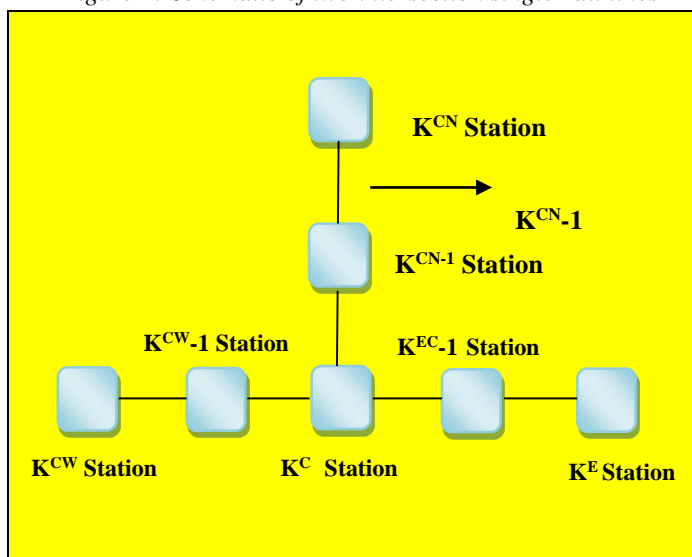 K^CN Station
K^CN-1
K^CN-1 Station
K^CW-1 Station
K^EC-1 Station
K^CW Station
K^C Station
K^E Station